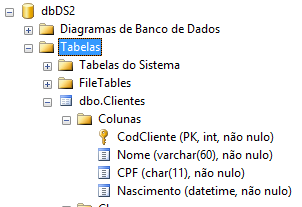 dbDS2
Diagramas de Banco de Dados
Tabelas
Tabelas do Sistema
FileTables
dbo.Clientes
Colunas
CodCliente (PK, int, não nulo)
Nome (varchar(60), não nulo)
CPF (char(11), não nulo)
Nascimento (datetime, não nulo)